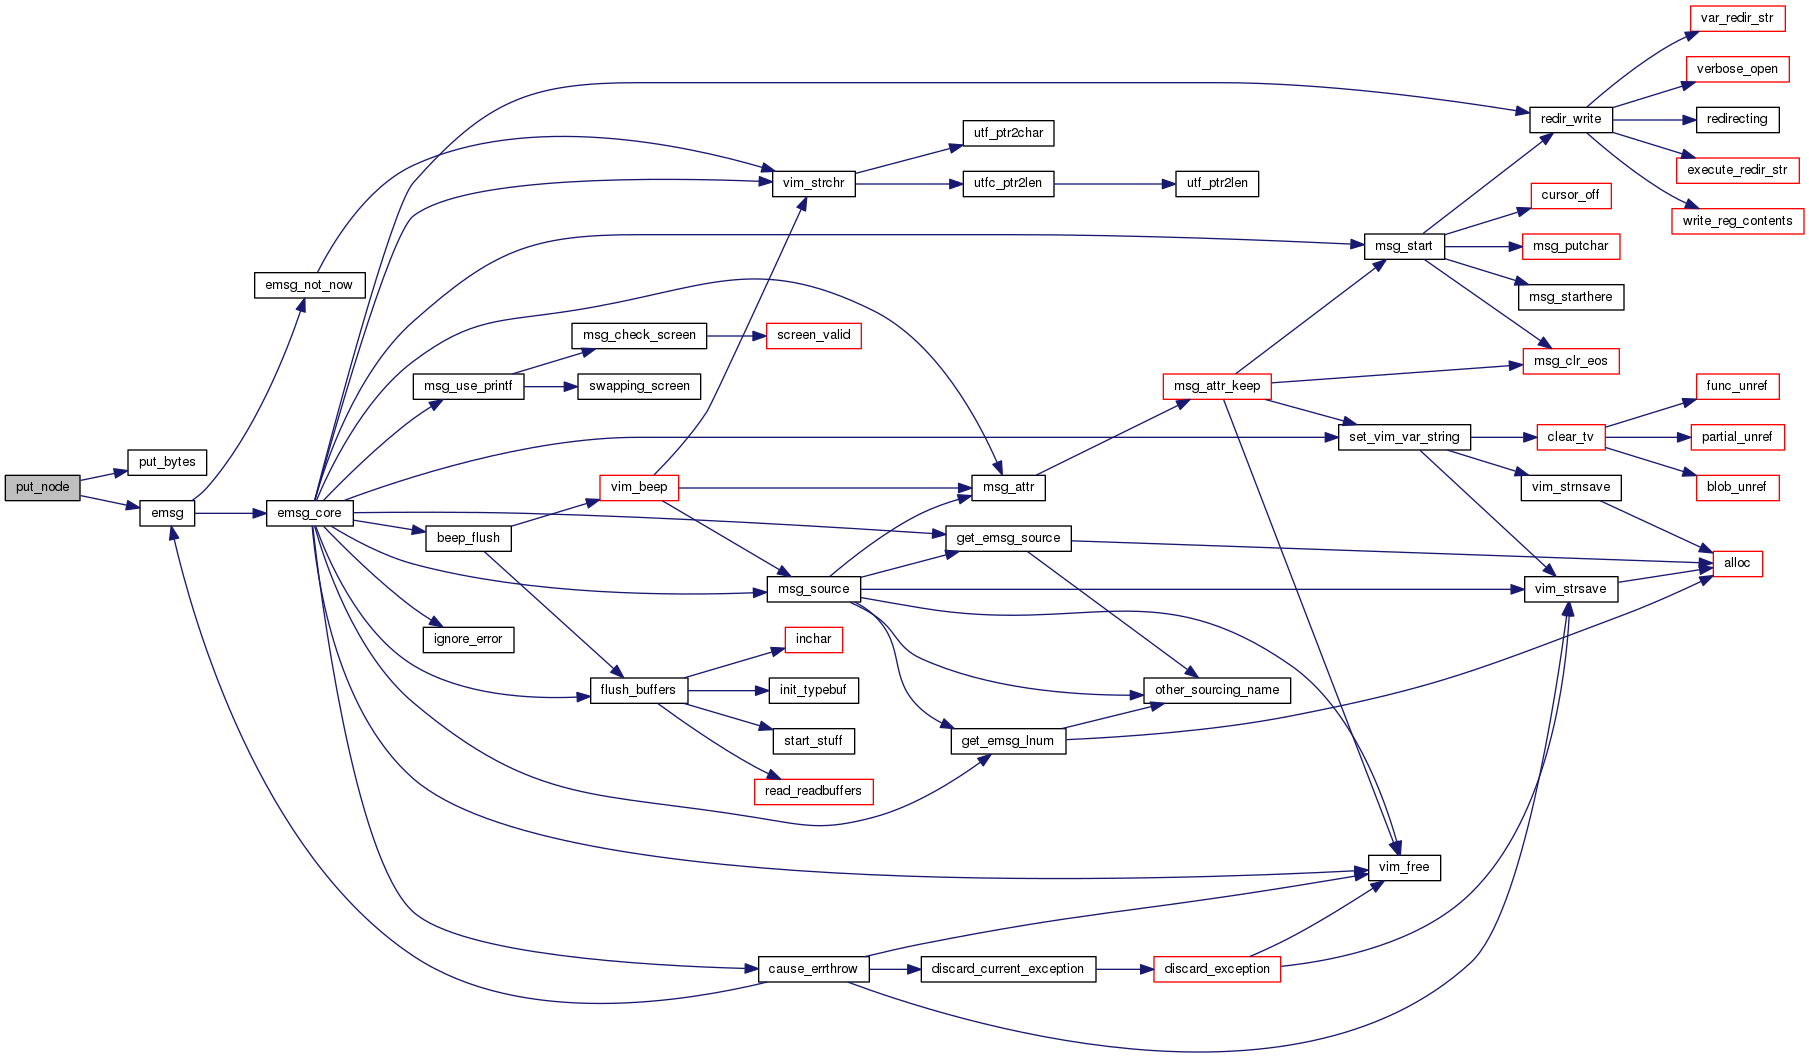 var_redir_str
verbose_open
redir_write
redirecting
utf_ptr2char
execute_redir_str
vim_strchr
utfc_ptr2len
utf_ptr2len
cursor_off
write_reg_contents
msg_start
msg_putchar
emsg_not_now
msg_starthere
msg_check_screen
screen_valid
msg_clr_eos
msg_use_printf
swapping_screen
msg_attr_keep
func_unref
set_vim_var_string
clear_tv
partial_unref
put_bytes
put_node
vim_beep
msg_attr
vim_strnsave
blob_unref
emsg
emsg_core
beep_flush
get_emsg_source
alloc
msg_source
vim_strsave
ignore_error
inchar
flush_buffers
init_typebuf
other_sourcing_name
start_stuff
get_emsg_lnum
read_readbuffers
vim_free
cause_errthrow
discard_current_exception
discard_exception